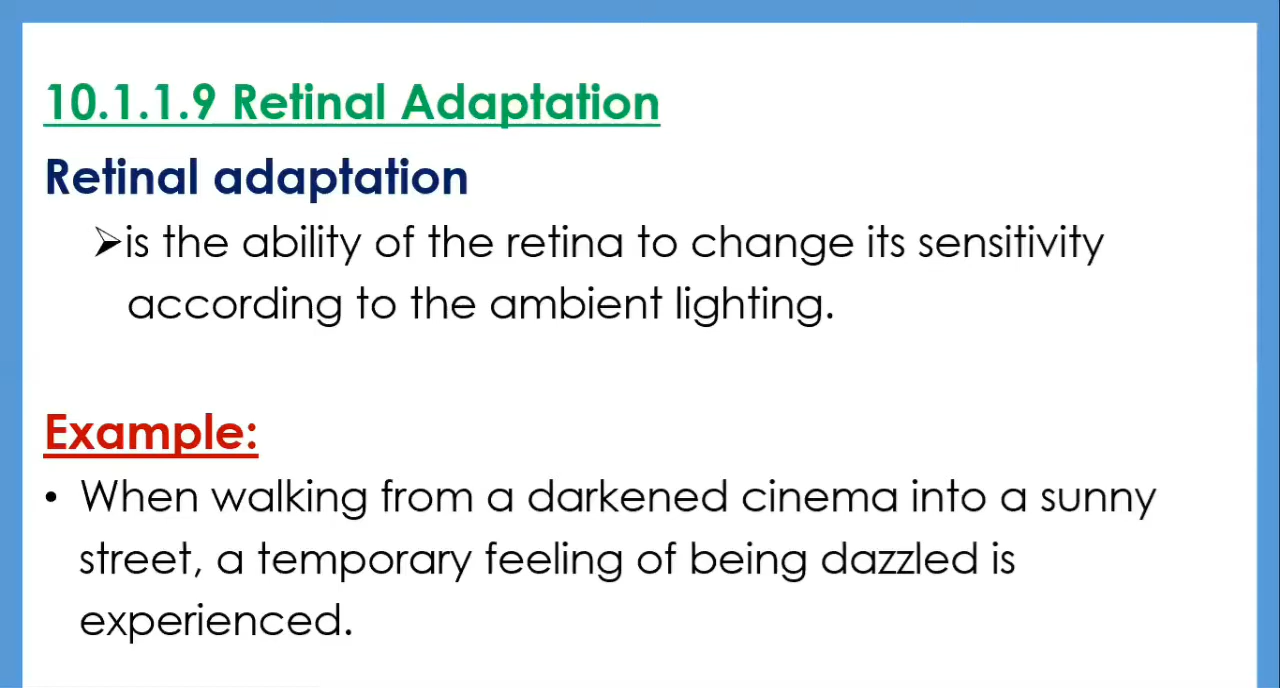 10.1.1.9 Retinal Adaptation
Retinal adaptation
➢is the ability of the retina to change its sensitivity
according to the ambient lighting.
Example:
• When walking from a darkened cinema into a sunny
street, a temporary feeling of being dazzled is
experienced.